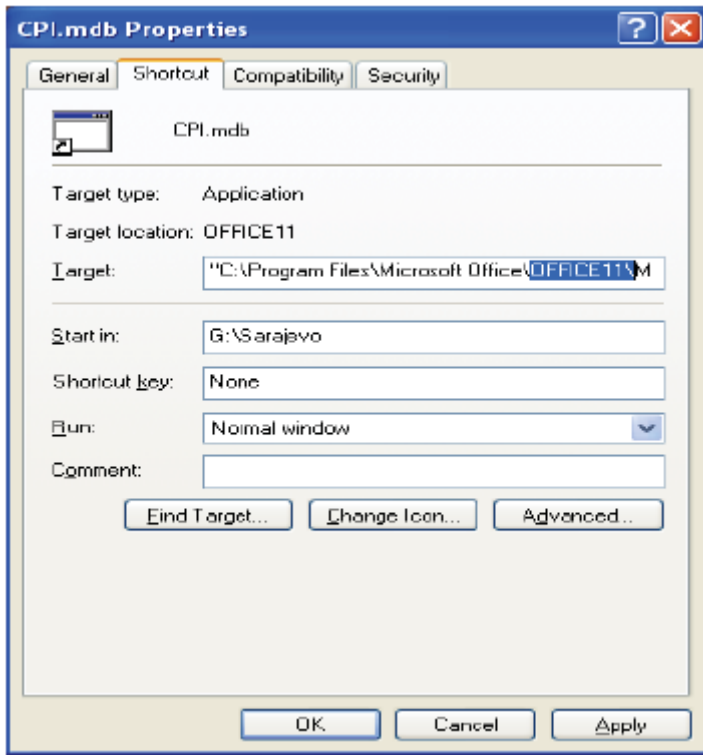 CPI.mdb Properties
General Shortcut Compatibility Security
CPI.mdb
Target type: Application
Target location: OFFICE11
Target: "C:\Program Files\Microsoft Office\OFFICE11\M
Start in: G:\Sarajevo
Shortcut key: None
Run: Normal window
Comment:
Find Target... Change Icon... Advanced...
OK Cancel Apply